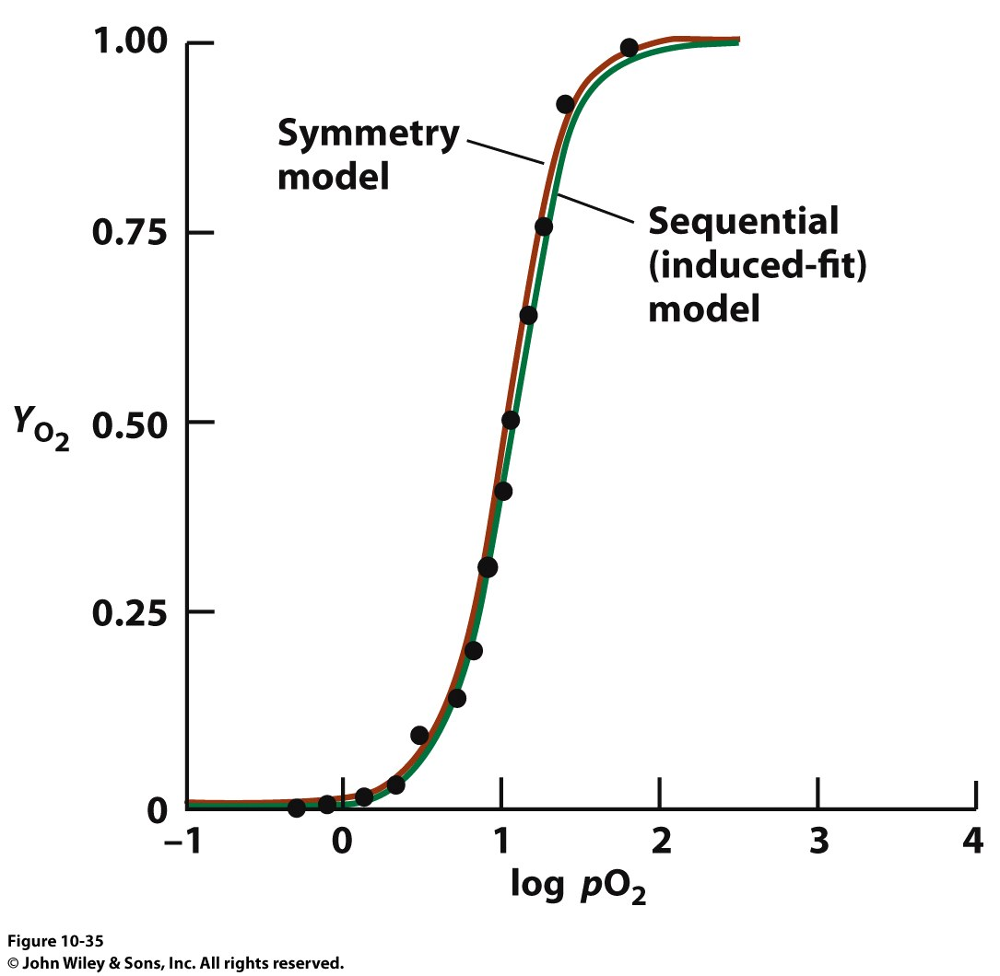 1.00
Symmetry
model
0.75
Sequential
(induced-fit)
model
Y_O2 0.50
0.25
0
–1 0 1 2 3 4
log pO2
Figure 10-35
© John Wiley & Sons, Inc. All rights reserved.